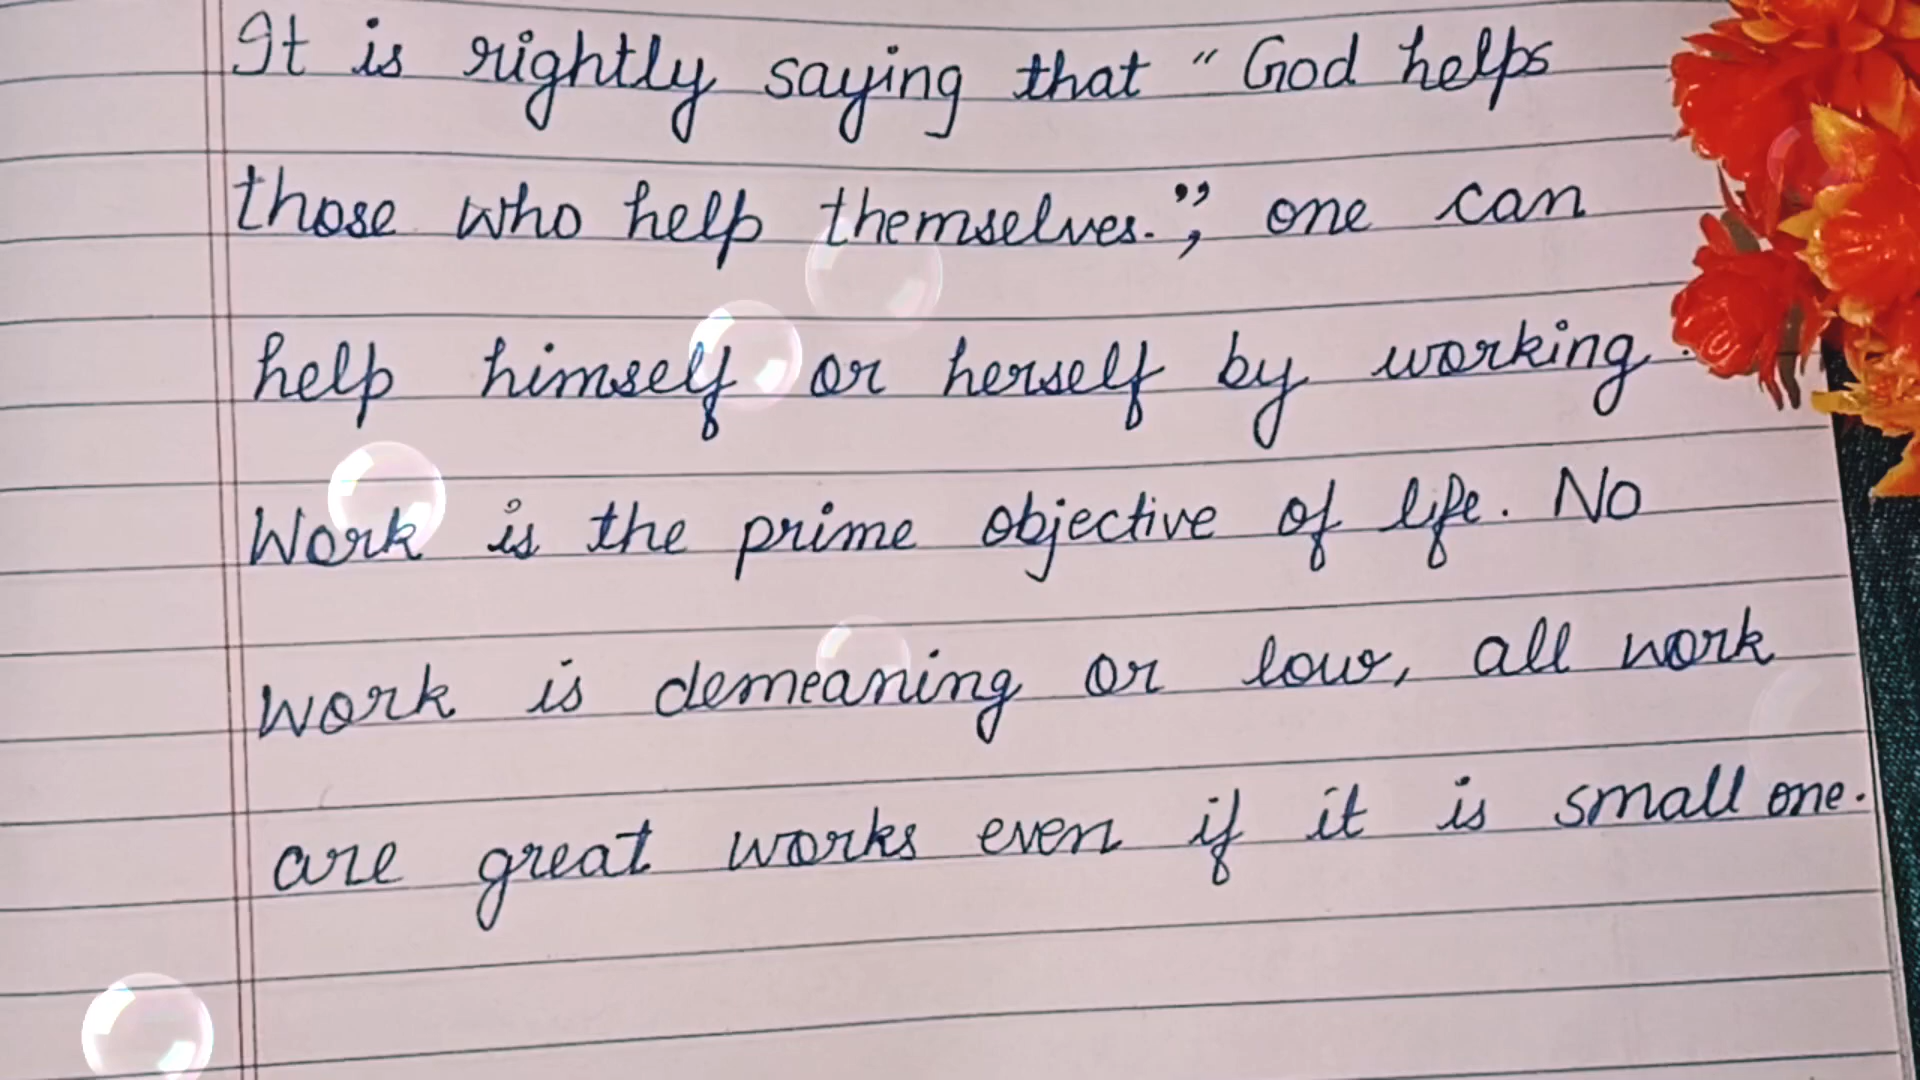 It is rightly saying that "God helps
those who help themselves.", one can
help himself or herself by working.
Work is the prime objective of life. No
work is demeaning or low, all work
are great works even if it is small one.